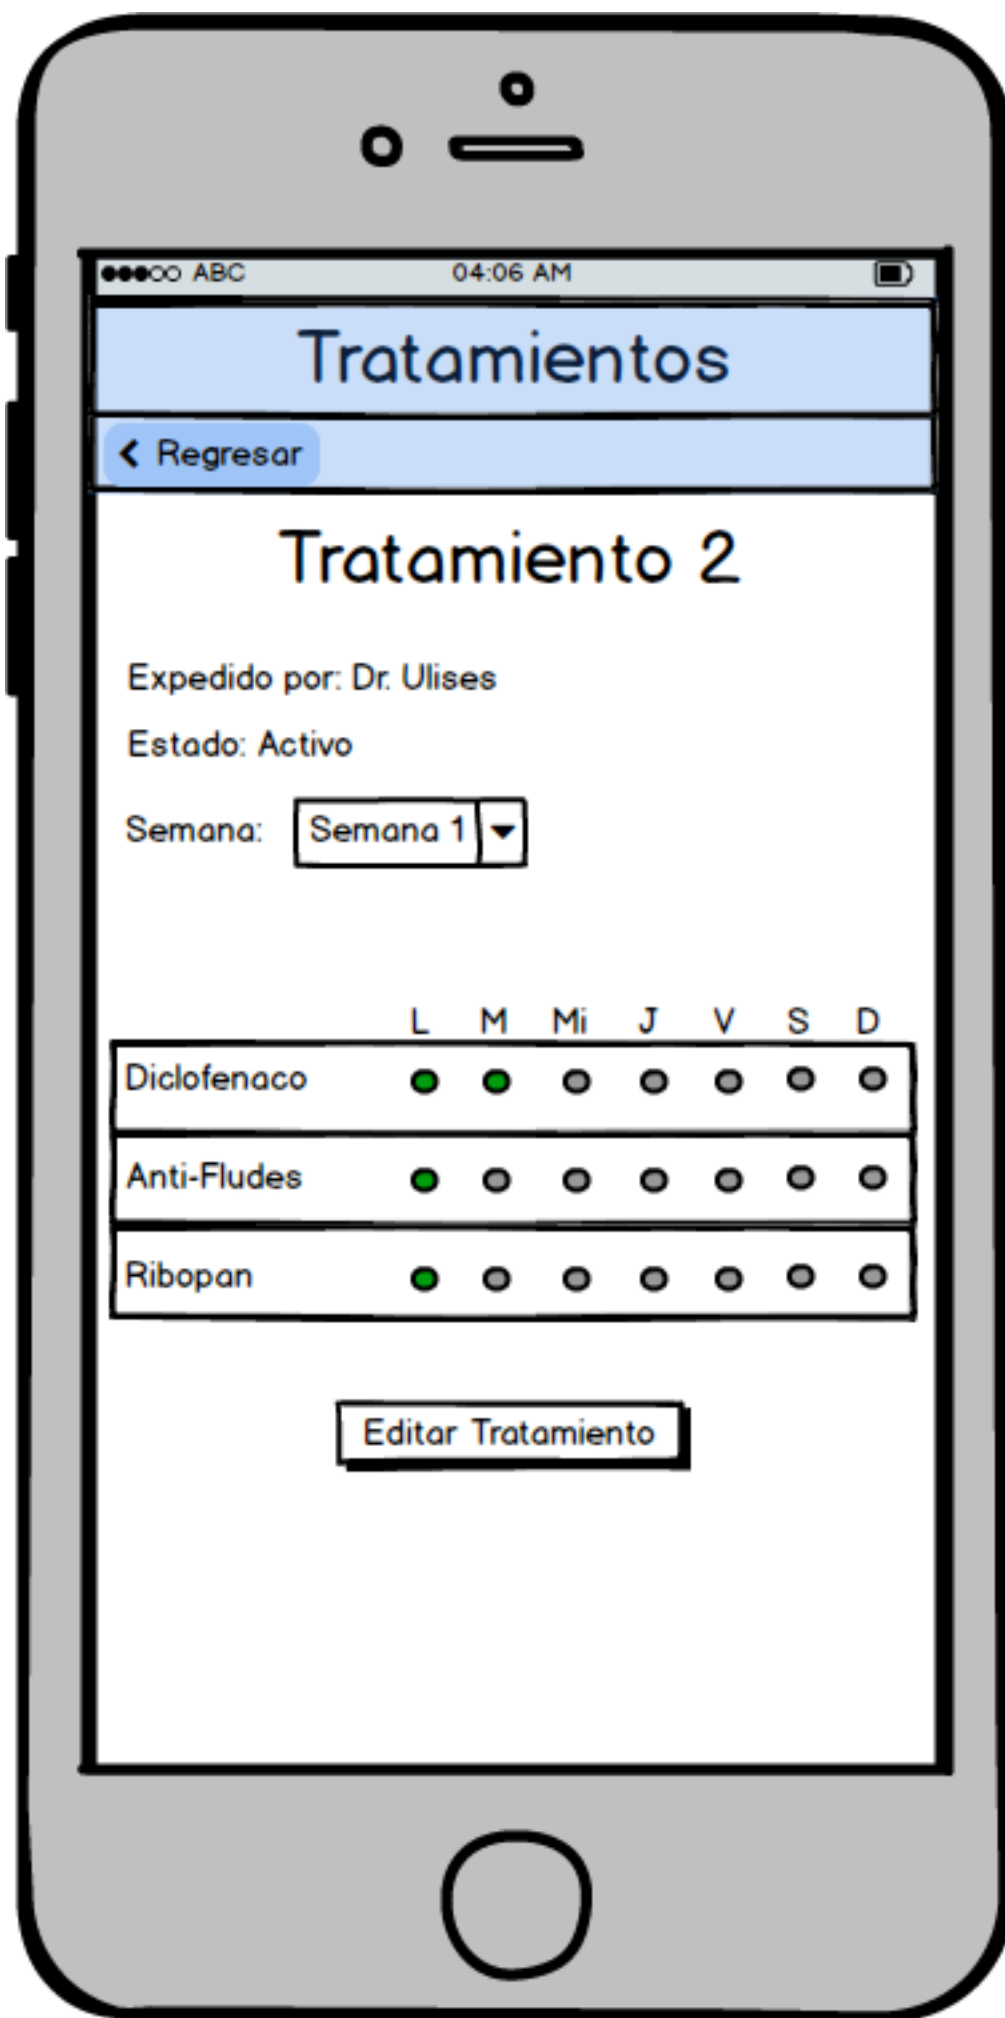 ABC 04:06 AM
Tratamientos
Regresar
Tratamiento 2
Expedido por: Dr. Ulises
Estado: Activo
Semana: Semana 1
L M Mi J V S D
Diclofenaco
Anti-Fludes
Ribopan
Editar Tratamiento